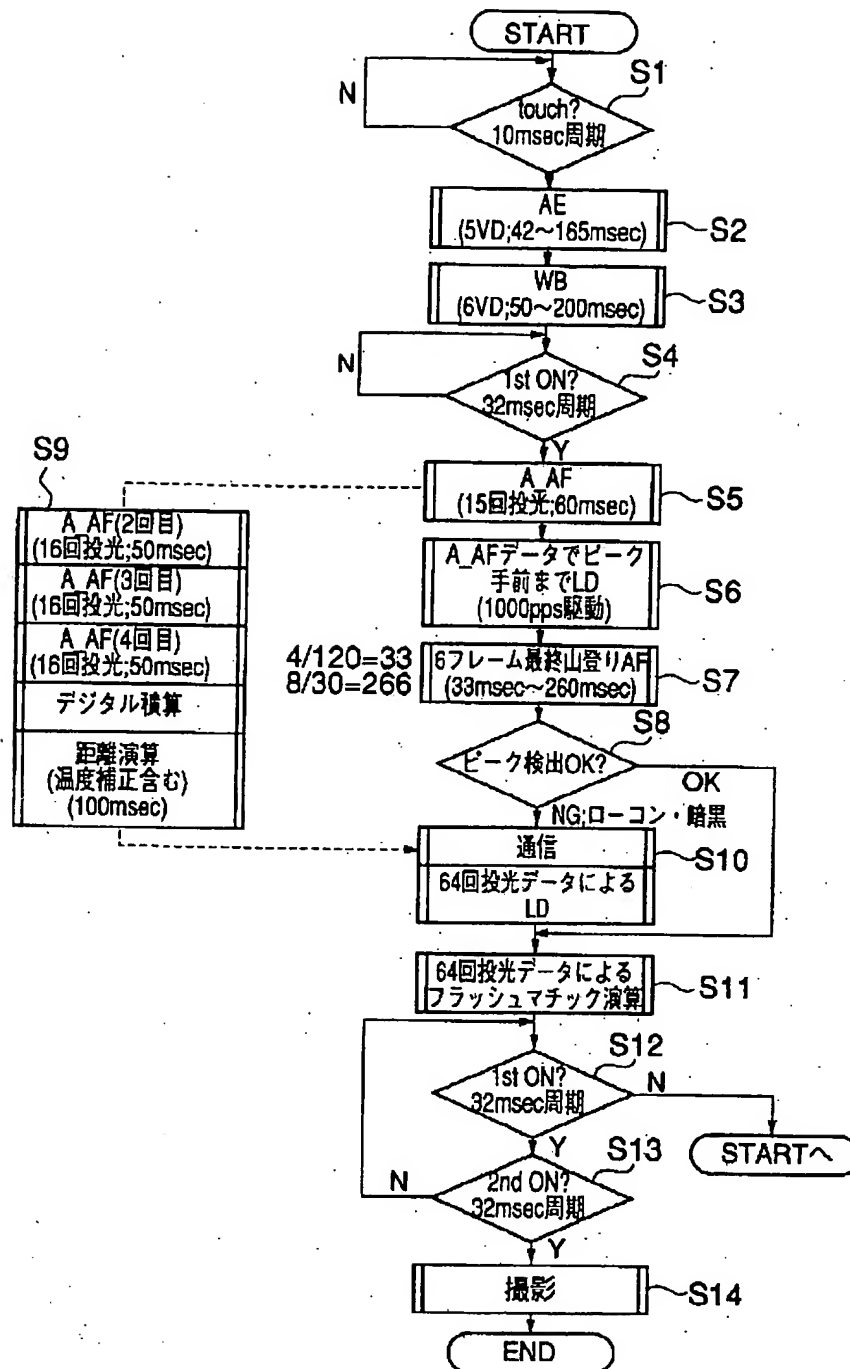 START
S1
N
touch?
10msec周期
AE
(5VD;42～165msec)
S2
WB
(6VD;50～200msec)
S3
S4
N
1st ON?
32msec周期
Y
S9
A_AF
(15回投光;60msec)
S5
A_AF(2回目)
(16回投光;50msec)
A_AF(3回目)
(16回投光;50msec)
A_AF(4回目)
(16回投光;50msec)
デジタル積算
距離演算
(温度補正含む)
(100msec)
A_AFデータでピーク
手前までLD
(1000pps駆動)
S6
4/120=33
8/30=266
6フレーム最終山登りAF
(33msec～260msec)
S7
S8
ピーク検出OK?
OK
NG;ローコン・暗黒
通信
S10
64回投光データによる
LD
64回投光データによる
フラッシュマチック演算
S11
S12
1st ON?
32msec周期
N
Y
STARTへ
S13
N
2nd ON?
32msec周期
Y
撮影
S14
END